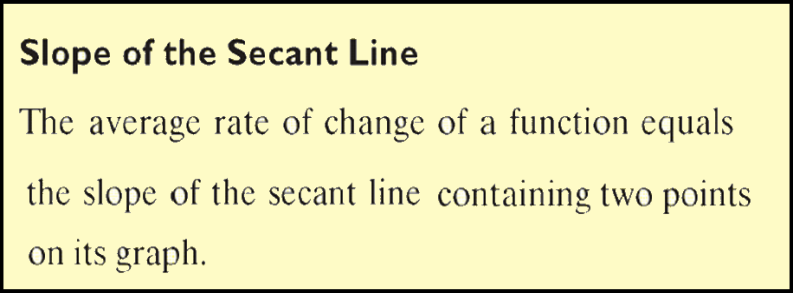 Slope of the Secant Line
The average rate of change of a function equals
the slope of the secant line containing two points
on its graph.